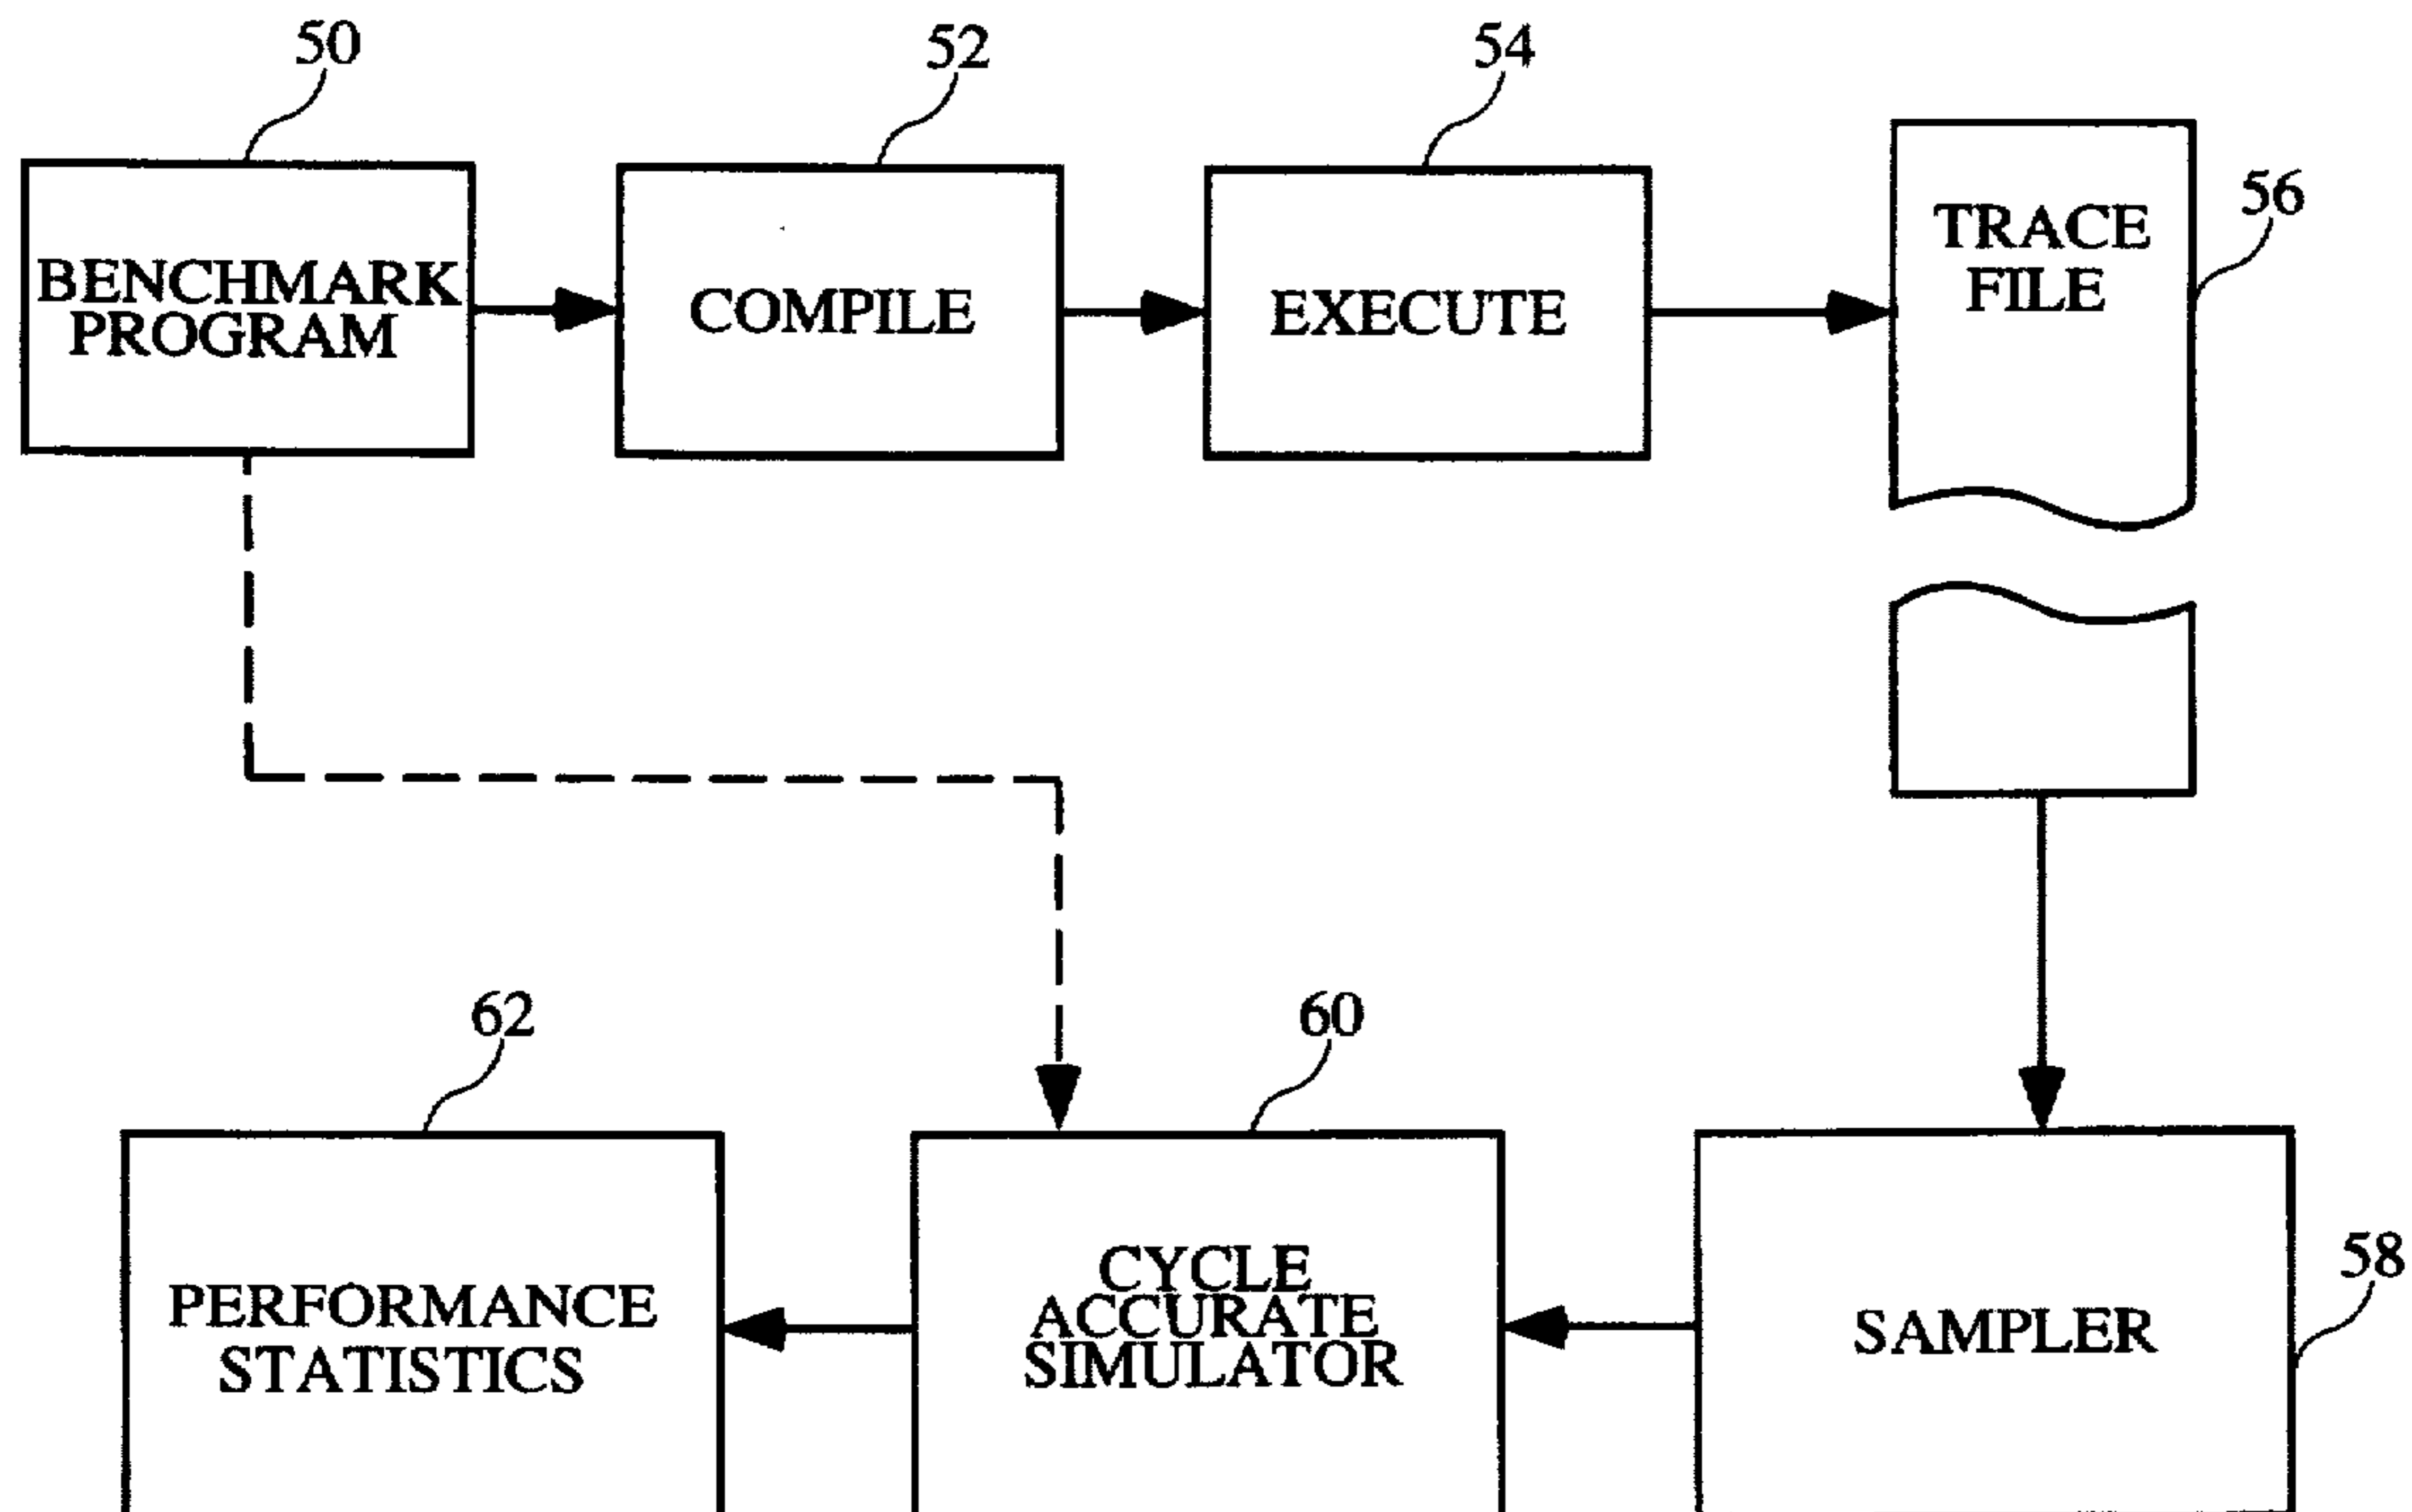 50
52
54
56
BENCHMARK
PROGRAM
COMPILE
EXECUTE
TRACE
FILE
62
60
58
PERFORMANCE
STATISTICS
CYCLE
ACCURATE
SIMULATOR
SAMPLER